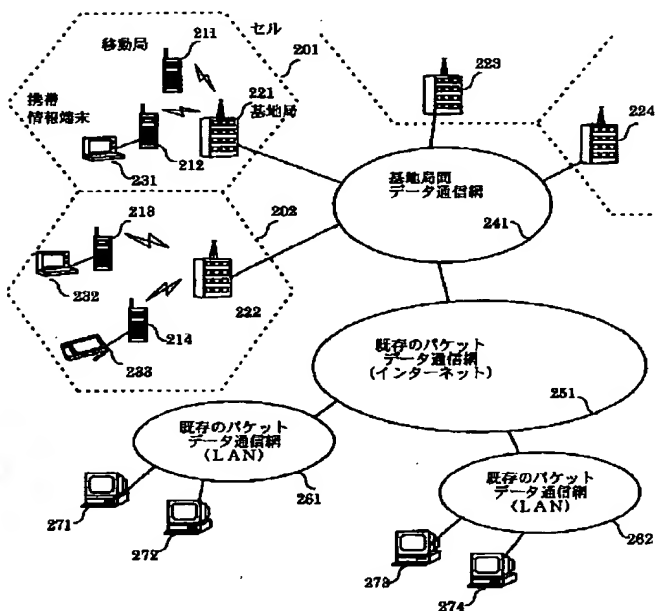 セル
移動局
211
201
223
221
基地局
携帯
情報端末
212
231
224
基地局間
データ通信網
241
202
213
232
222
214
233
既存のパケット
データ通信網
(インターネット)
251
既存のパケット
データ通信網
(LAN)
261
271
272
既存のパケット
データ通信網
(LAN)
262
273
274